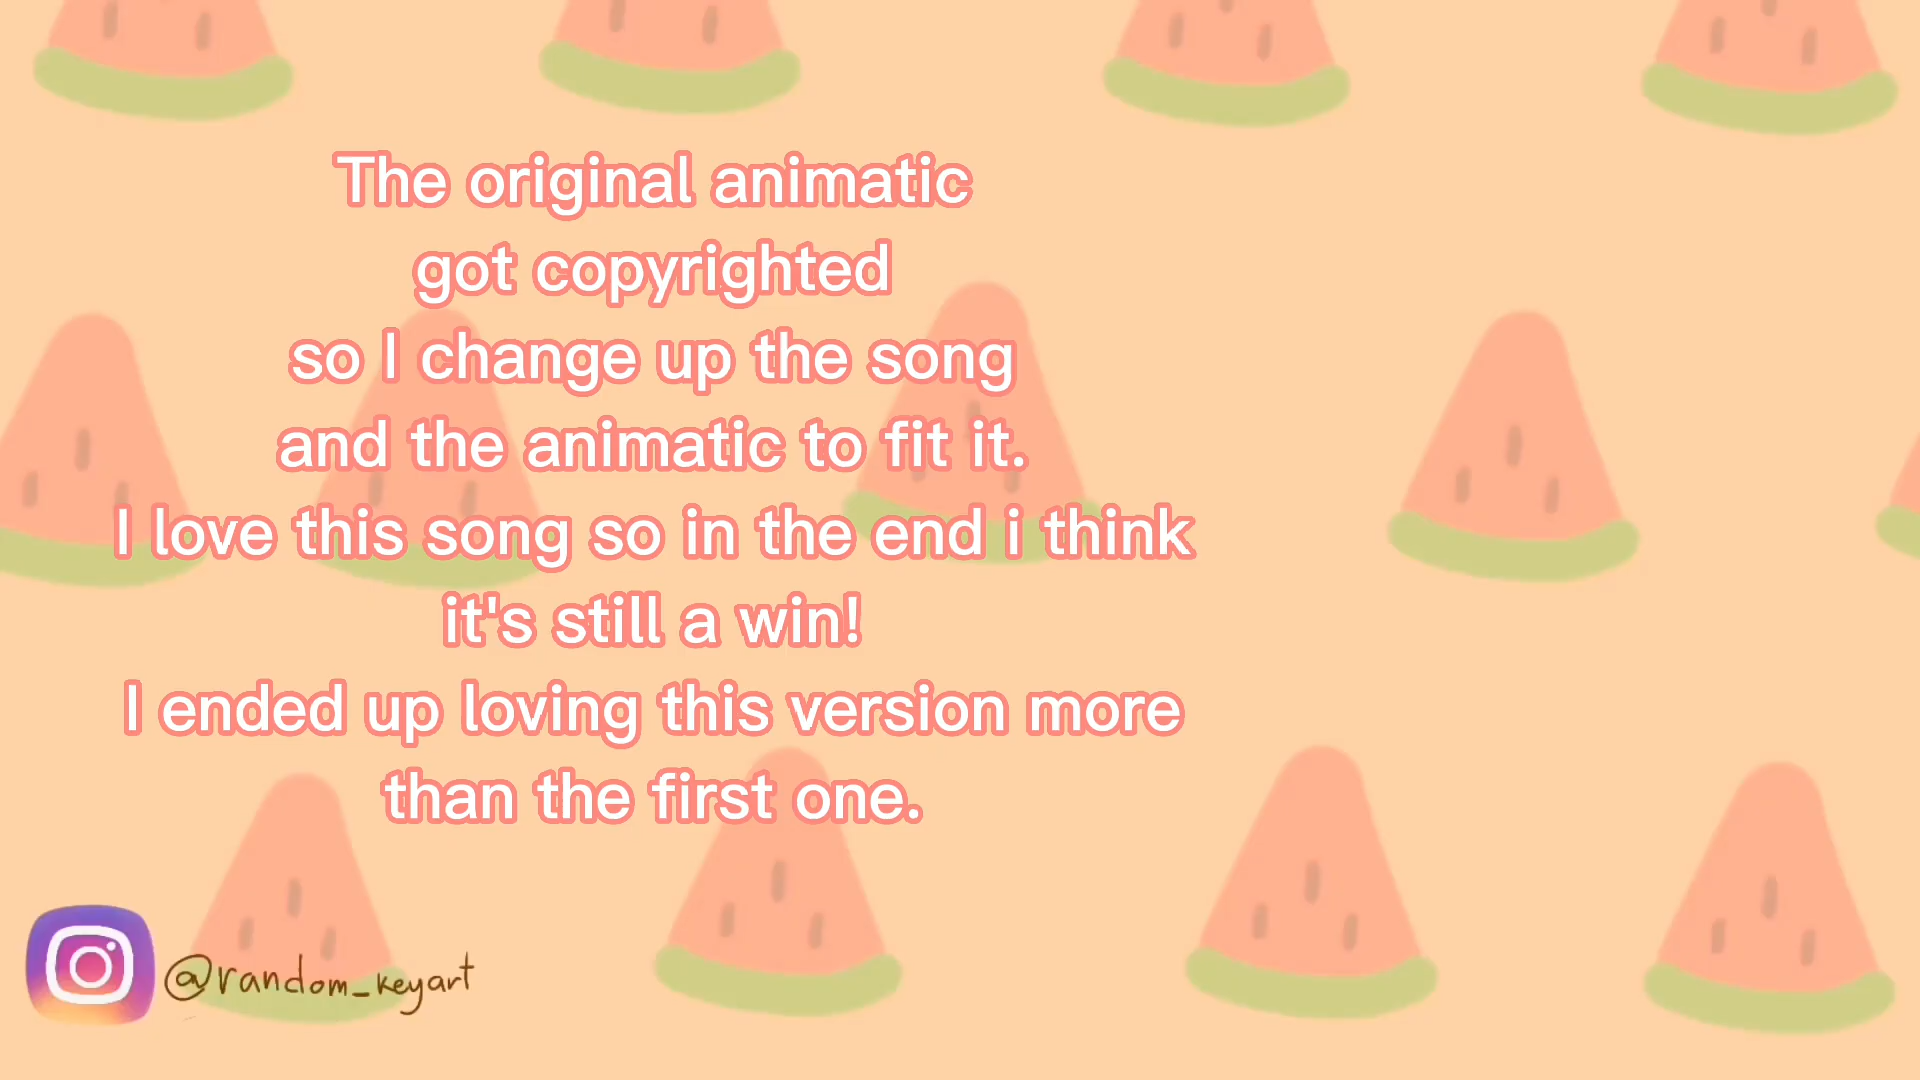 The original animatic
got copyrighted
so I change up the song
and the animatic to fit it.
I love this song so in the end i think
it's still a win!
I ended up loving this version more
than the first one.
@random_keyart